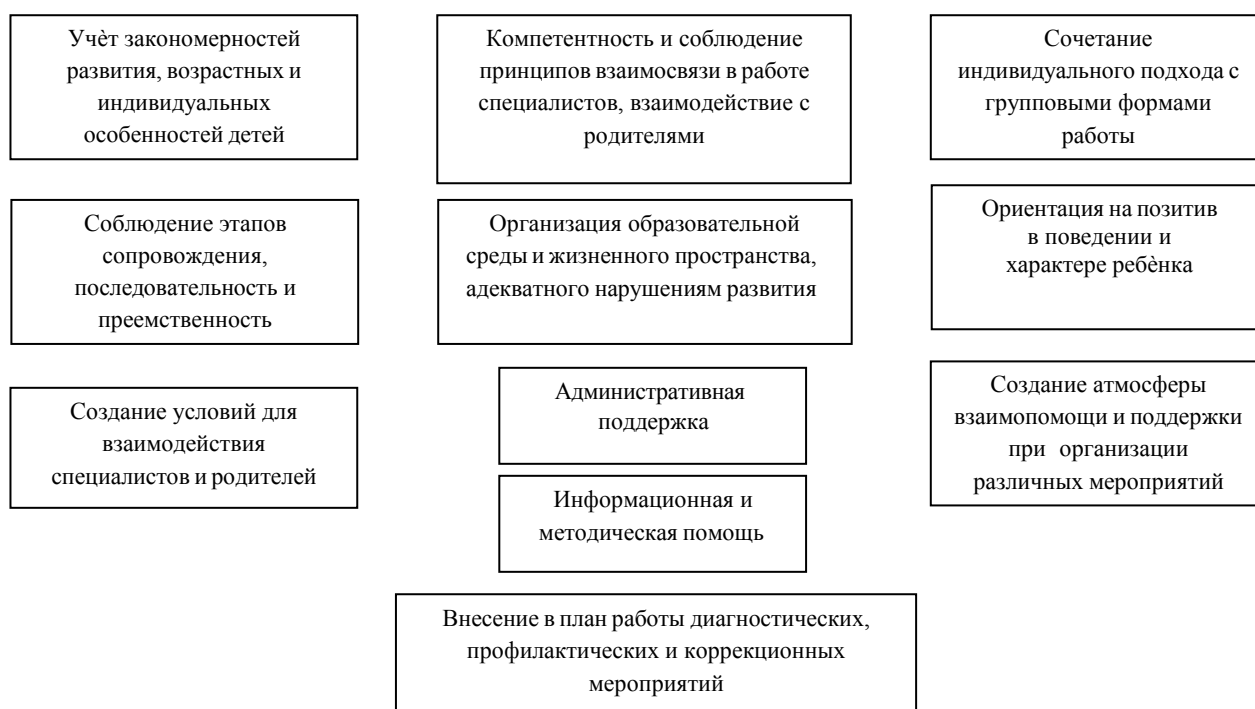 Учѐт закономерностей
развития, возрастных и
индивидуальных
особенностей детей
Компетентность и соблюдение
принципов взаимосвязи в работе
специалистов, взаимодействие с
родителями
Сочетание
индивидуального подхода с
групповыми формами
работы
Соблюдение этапов
сопровождения,
последовательность и
преемственность
Организация образовательной
среды и жизненного пространства,
адекватного нарушениям развития
Ориентация на позитив
в поведении и
характере ребѐнка
Создание условий для
взаимодействия
специалистов и родителей
Административная
поддержка
Создание атмосферы
взаимопомощи и поддержки
при организации
различных мероприятий
Информационная и
методическая помощь
Внесение в план работы диагностических,
профилактических и коррекционных
мероприятий